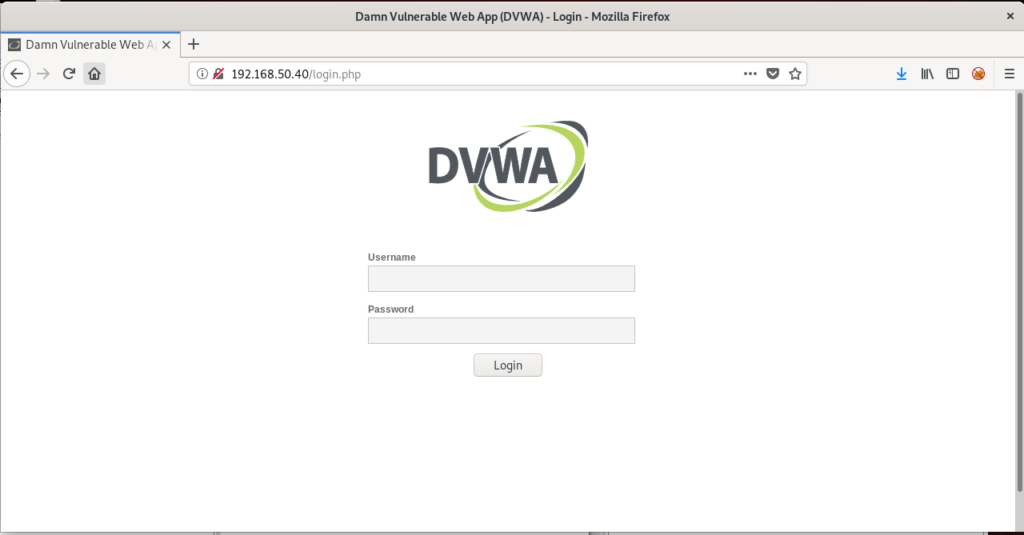 Damn Vulnerable Web App (DVWA) - Login - Mozilla Firefox
Damn Vulnerable Web A
192.168.50.40/login.php
DVWA
Username
Password
Login